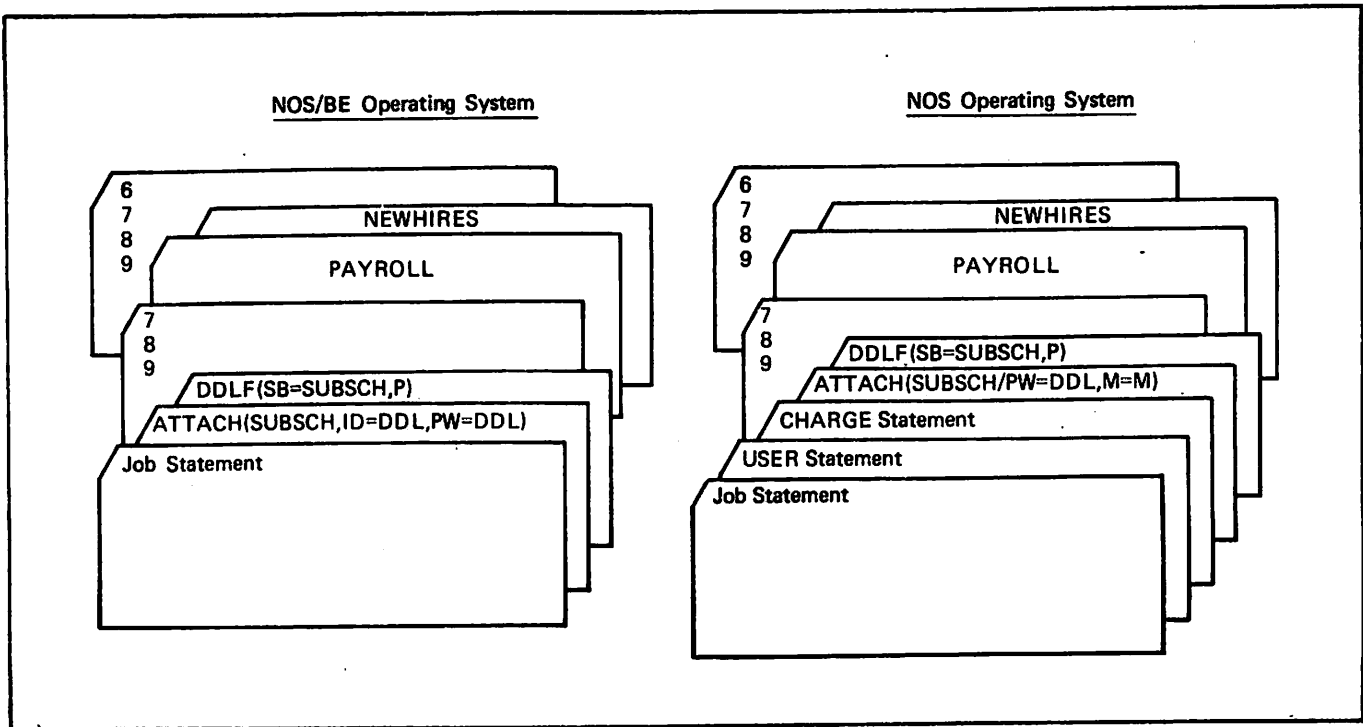 NOS/BE Operating System
6
7
8
9
NEWHIRES
PAYROLL
7
8
9
DDLF(SB=SUBSCH,P)
ATTACH(SUBSCH,ID=DDL,PW=DDL)
Job Statement
NOS Operating System
6
7
8
9
NEWHIRES
PAYROLL
7
8
9
DDLF(SB=SUBSCH,P)
ATTACH(SUBSCH/PW=DDL,M=M)
CHARGE Statement
USER Statement
Job Statement